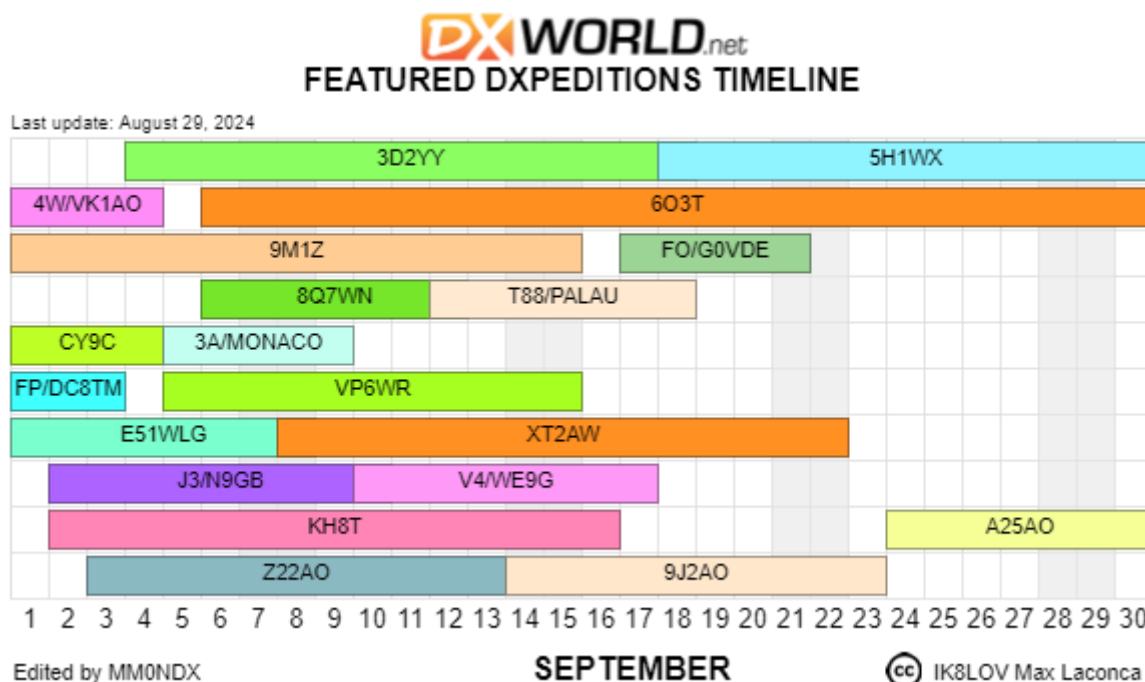 DX WORLD.net
FEATURED DXPEDITIONS TIMELINE
Last update: August 29, 2024
3D2YY 5H1WX
4W/VK1AO 6O3T
9M1Z FO/G0VDE
8Q7WN T88/PALAU
CY9C 3A/MONACO
FP/DC8TM VP6WR
E51WLG XT2AW
J3/N9GB V4/WE9G
KH8T A25AO
Z22AO 9J2AO
1 2 3 4 5 6 7 8 9 10 11 12 13 14 15 16 17 18 19 20 21 22 23 24 25 26 27 28 29 30
Edited by MM0NDX SEPTEMBER cc IK8LOV Max Laconca